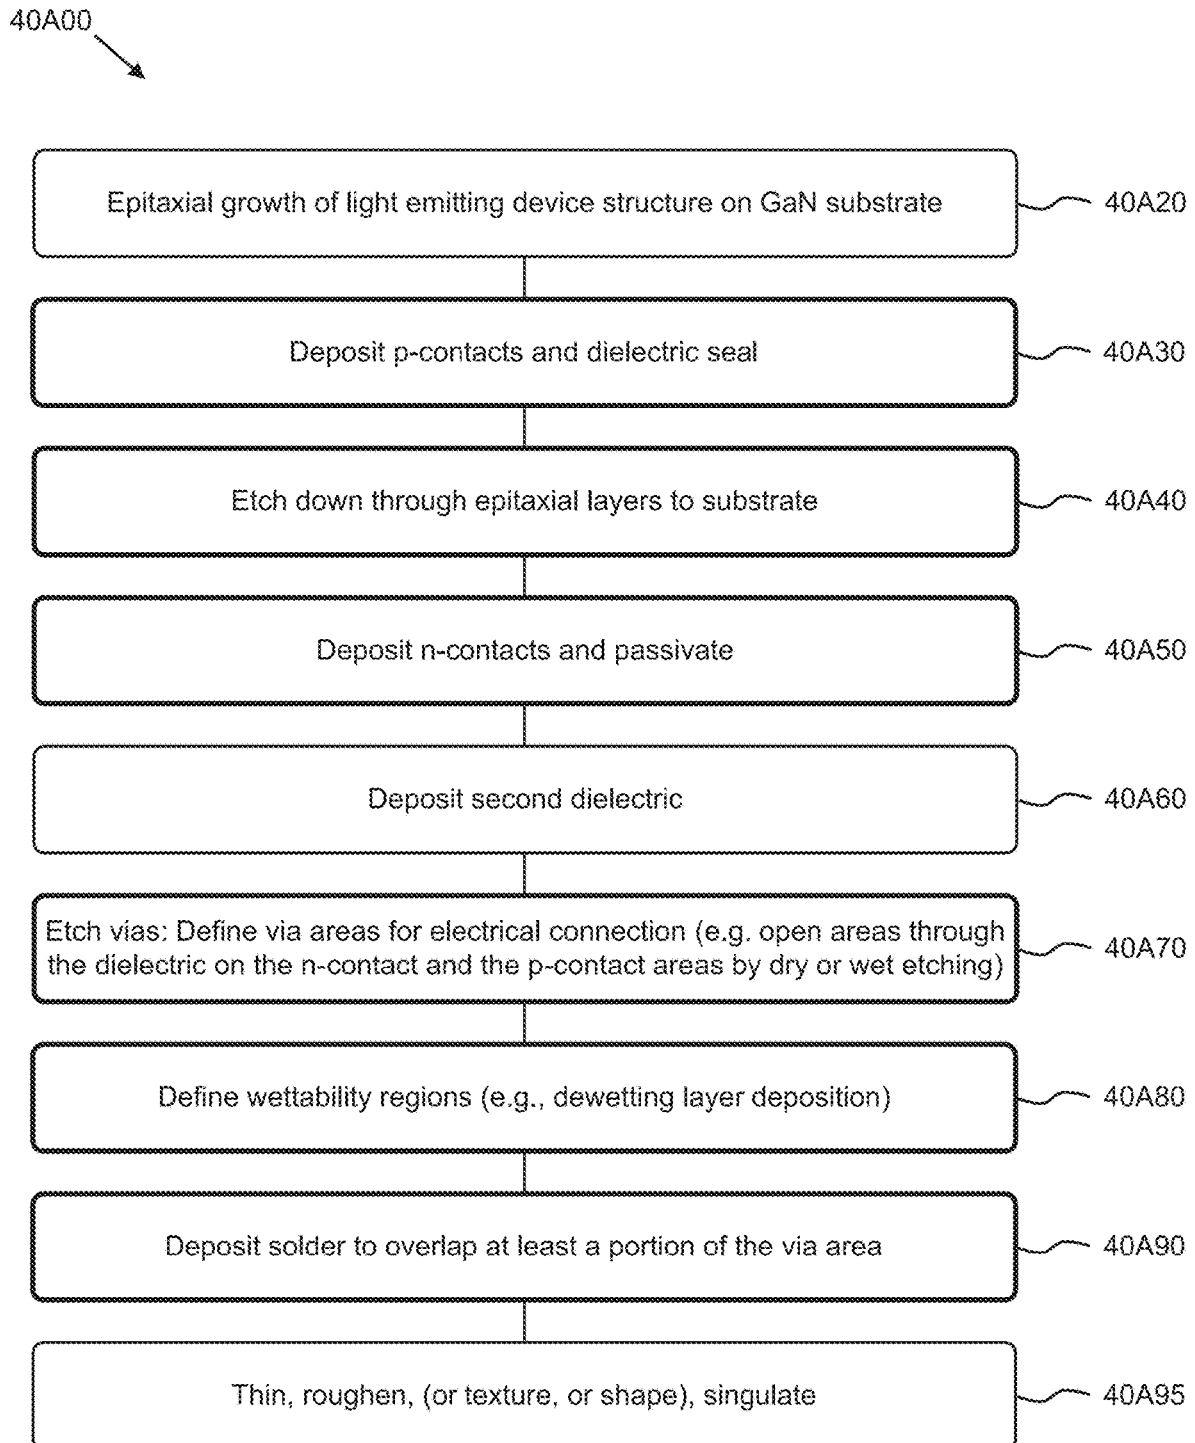 40A00
Epitaxial growth of light emitting device structure on GaN substrate
40A20
Deposit p-contacts and dielectric seal
40A30
Etch down through epitaxial layers to substrate
40A40
Deposit n-contacts and passivate
40A50
Deposit second dielectric
40A60
Etch vias: Define via areas for electrical connection (e.g. open areas through
the dielectric on the n-contact and the p-contact areas by dry or wet etching)
40A70
Define wettability regions (e.g., dewetting layer deposition)
40A80
Deposit solder to overlap at least a portion of the via area
40A90
Thin, roughen, (or texture, or shape), singulate
40A95